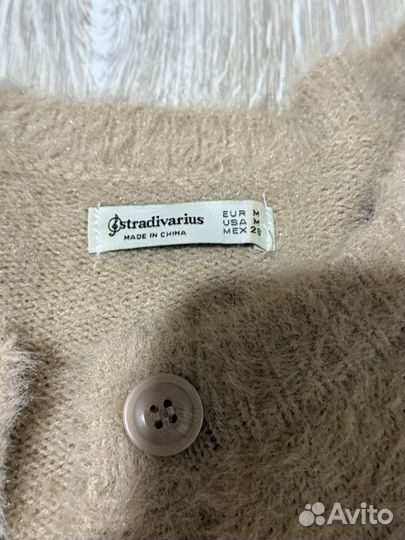 stradivarius
MADE IN CHINA
EUR M
USA M
MEX 28
Avito